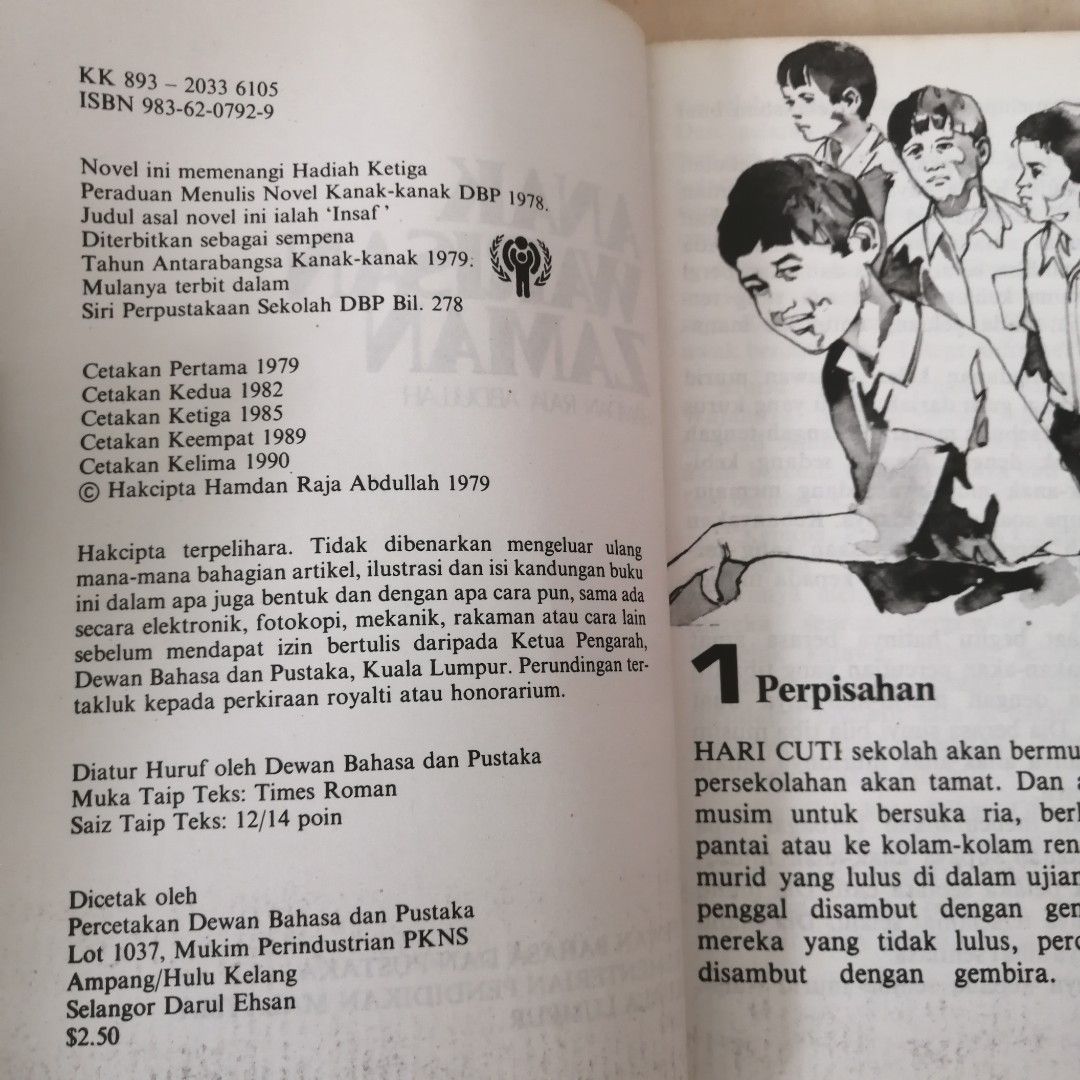 KK 893 – 2033 6105
ISBN 983-62-0792-9
Novel ini memenangi Hadiah Ketiga
Peraduan Menulis Novel Kanak-kanak DBP 1978.
Judul asal novel ini ialah ‘Insaf’
Diterbitkan sebagai sempena
Tahun Antarabangsa Kanak-kanak 1979.
Mulanya terbit dalam
Siri Perpustakaan Sekolah DBP Bil. 278
Cetakan Pertama 1979
Cetakan Kedua 1982
Cetakan Ketiga 1985
Cetakan Keempat 1989
Cetakan Kelima 1990
© Hakcipta Hamdan Raja Abdullah 1979
Hakcipta terpelihara. Tidak dibenarkan mengeluar ulang
mana-mana bahagian artikel, ilustrasi dan isi kandungan buku
ini dalam apa juga bentuk dan dengan apa cara pun, sama ada
secara elektronik, fotokopi, mekanik, rakaman atau cara lain
sebelum mendapat izin bertulis daripada Ketua Pengarah,
Dewan Bahasa dan Pustaka, Kuala Lumpur. Perundingan ter-
takluk kepada perkiraan royalti atau honorarium.
Diatur Huruf oleh Dewan Bahasa dan Pustaka
Muka Taip Teks: Times Roman
Saiz Taip Teks: 12/14 poin
Dicetak oleh
Percetakan Dewan Bahasa dan Pustaka
Lot 1037, Mukim Perindustrian PKNS
Ampang/Hulu Kelang
Selangor Darul Ehsan
$2.50
1 Perpisahan
HARI CUTI sekolah akan bermu
persekolahan akan tamat. Dan
musim untuk bersuka ria, ber
pantai atau ke kolam-kolam ren
murid yang lulus di dalam ujian
penggal disambut dengan gem
mereka yang tidak lulus, perc
disambut dengan gembira.